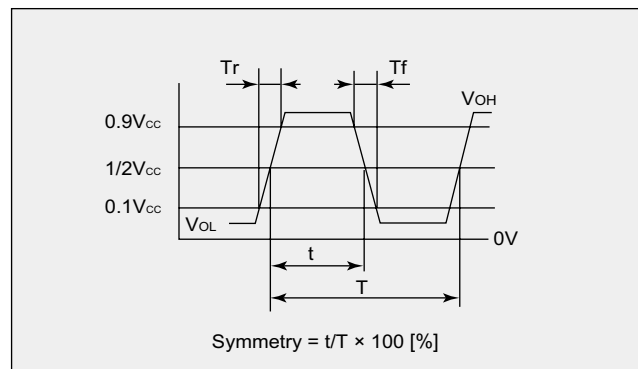 Tr
Tf
VOH
0.9Vcc
1/2Vcc
0.1Vcc
VOL
0V
t
T
Symmetry = t/T × 100 [%]